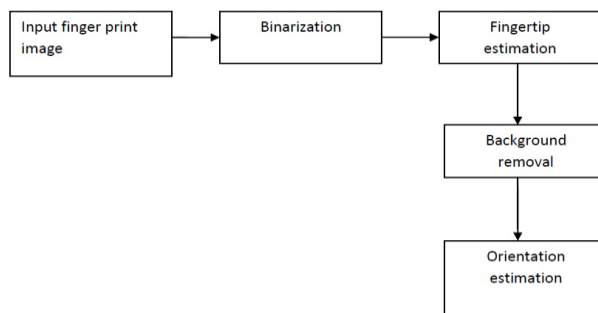 Input finger print
image
Binarization
Fingertip
estimation
Background
removal
Orientation
estimation